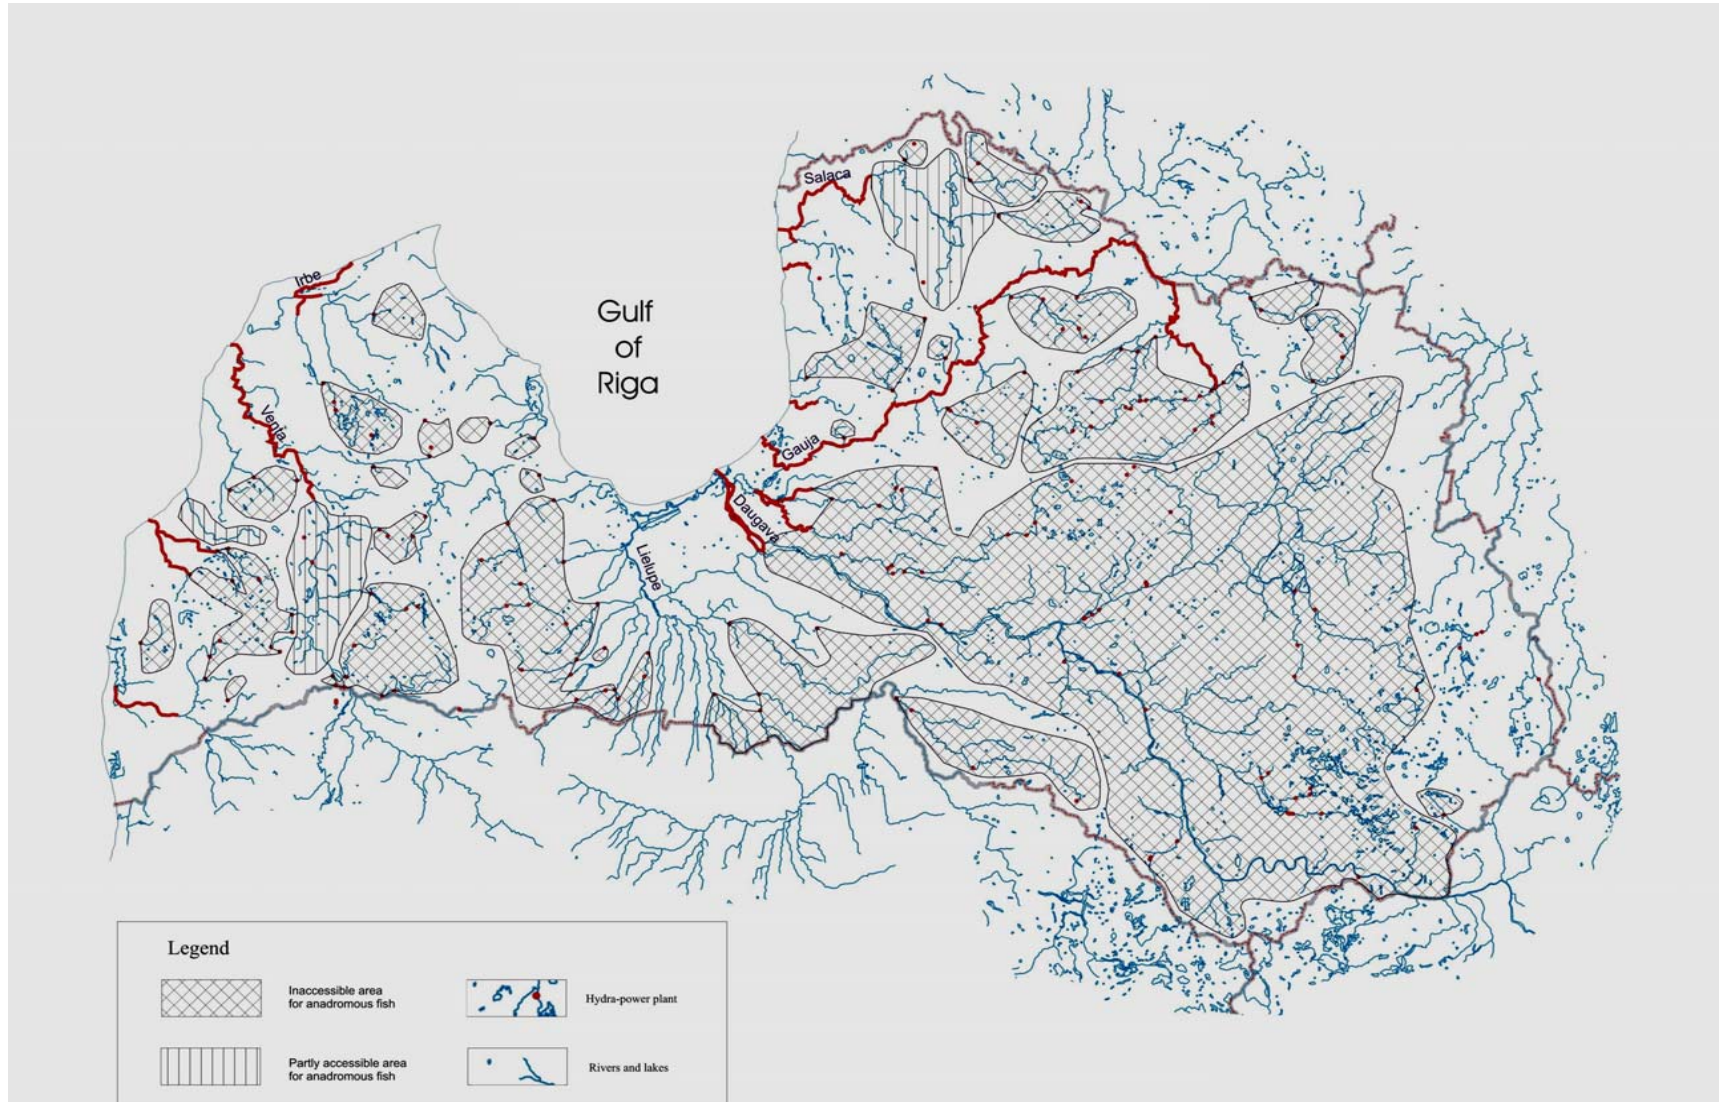 Salaca
Irbe
Gulf
of
Riga
Venta
Gauja
Daugava
Lielupe
Legend
Inaccessible area
for anadromous fish
Hydra-power plant
Partly accessible area
for anadromous fish
Rivers and lakes